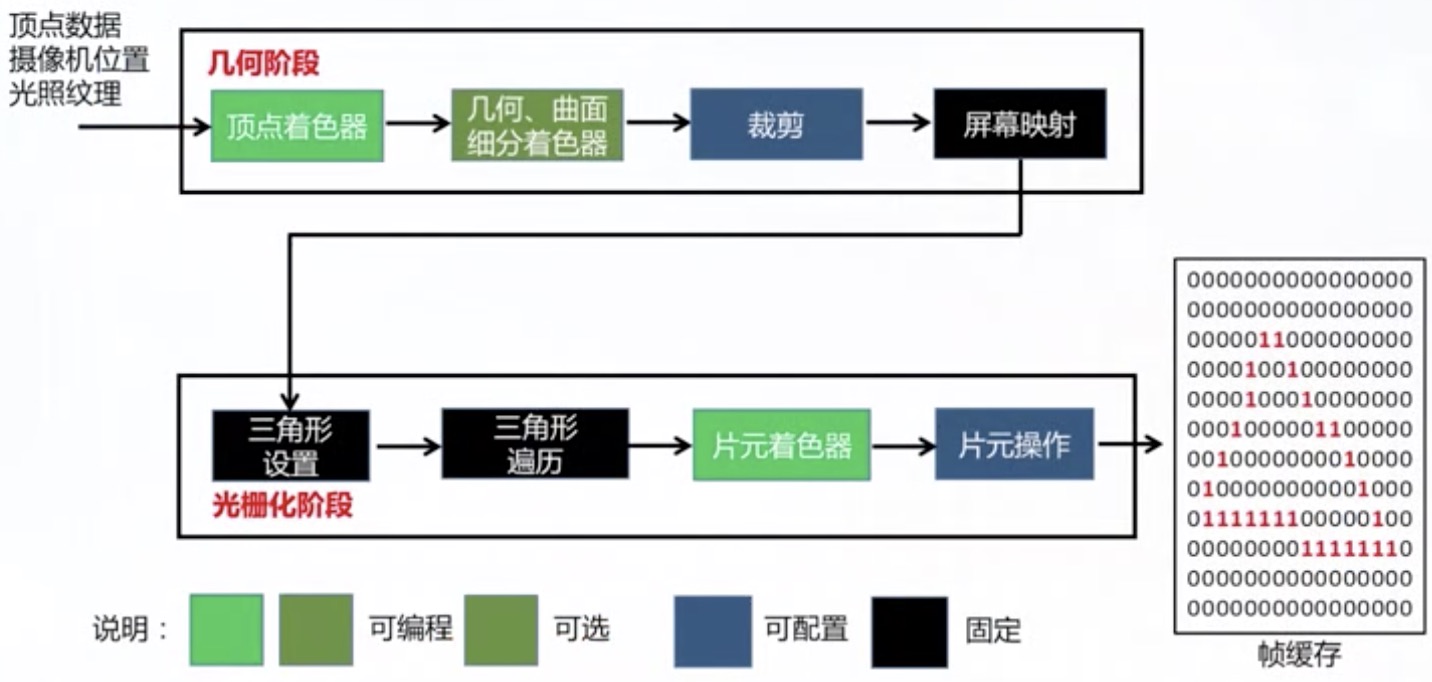 顶点数据
摄像机位置
光照纹理
几何阶段
顶点着色器
几何、曲面
细分着色器
裁剪
屏幕映射
三角形
设置
三角形
遍历
片元着色器
片元操作
光栅化阶段
0000000000000000
0000000000000000
0000011000000000
0000100100000000
0000100010000000
0001000001100000
0010000000010000
0100000000001000
0111111100000100
0000000011111110
0000000000000000
0000000000000000
帧缓存
说明： 可编程 可选 可配置 固定